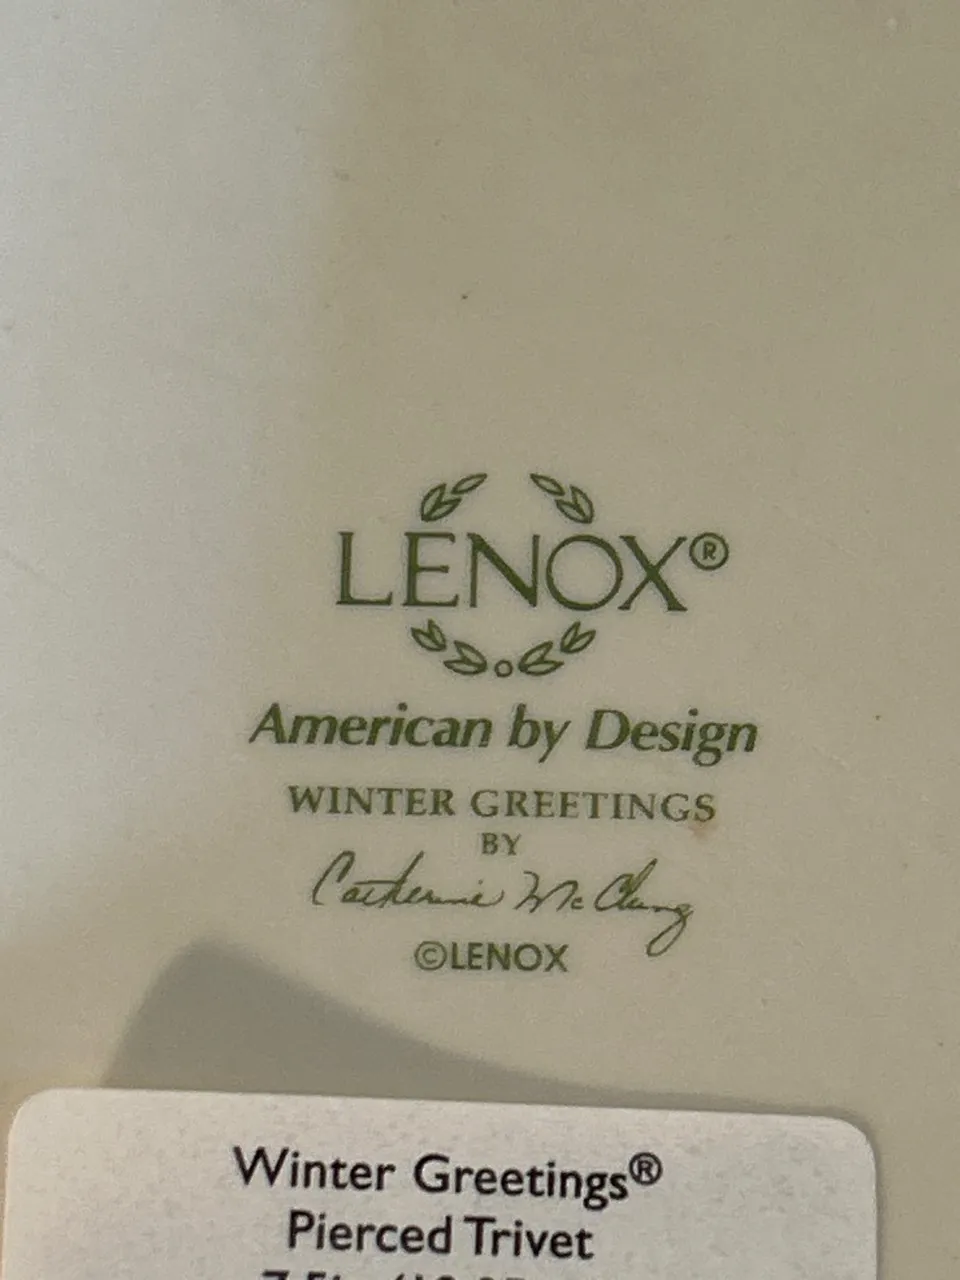 LENOX®
American by Design
WINTER GREETINGS
BY
Catherine McClung
©LENOX
Winter Greetings®
Pierced Trivet